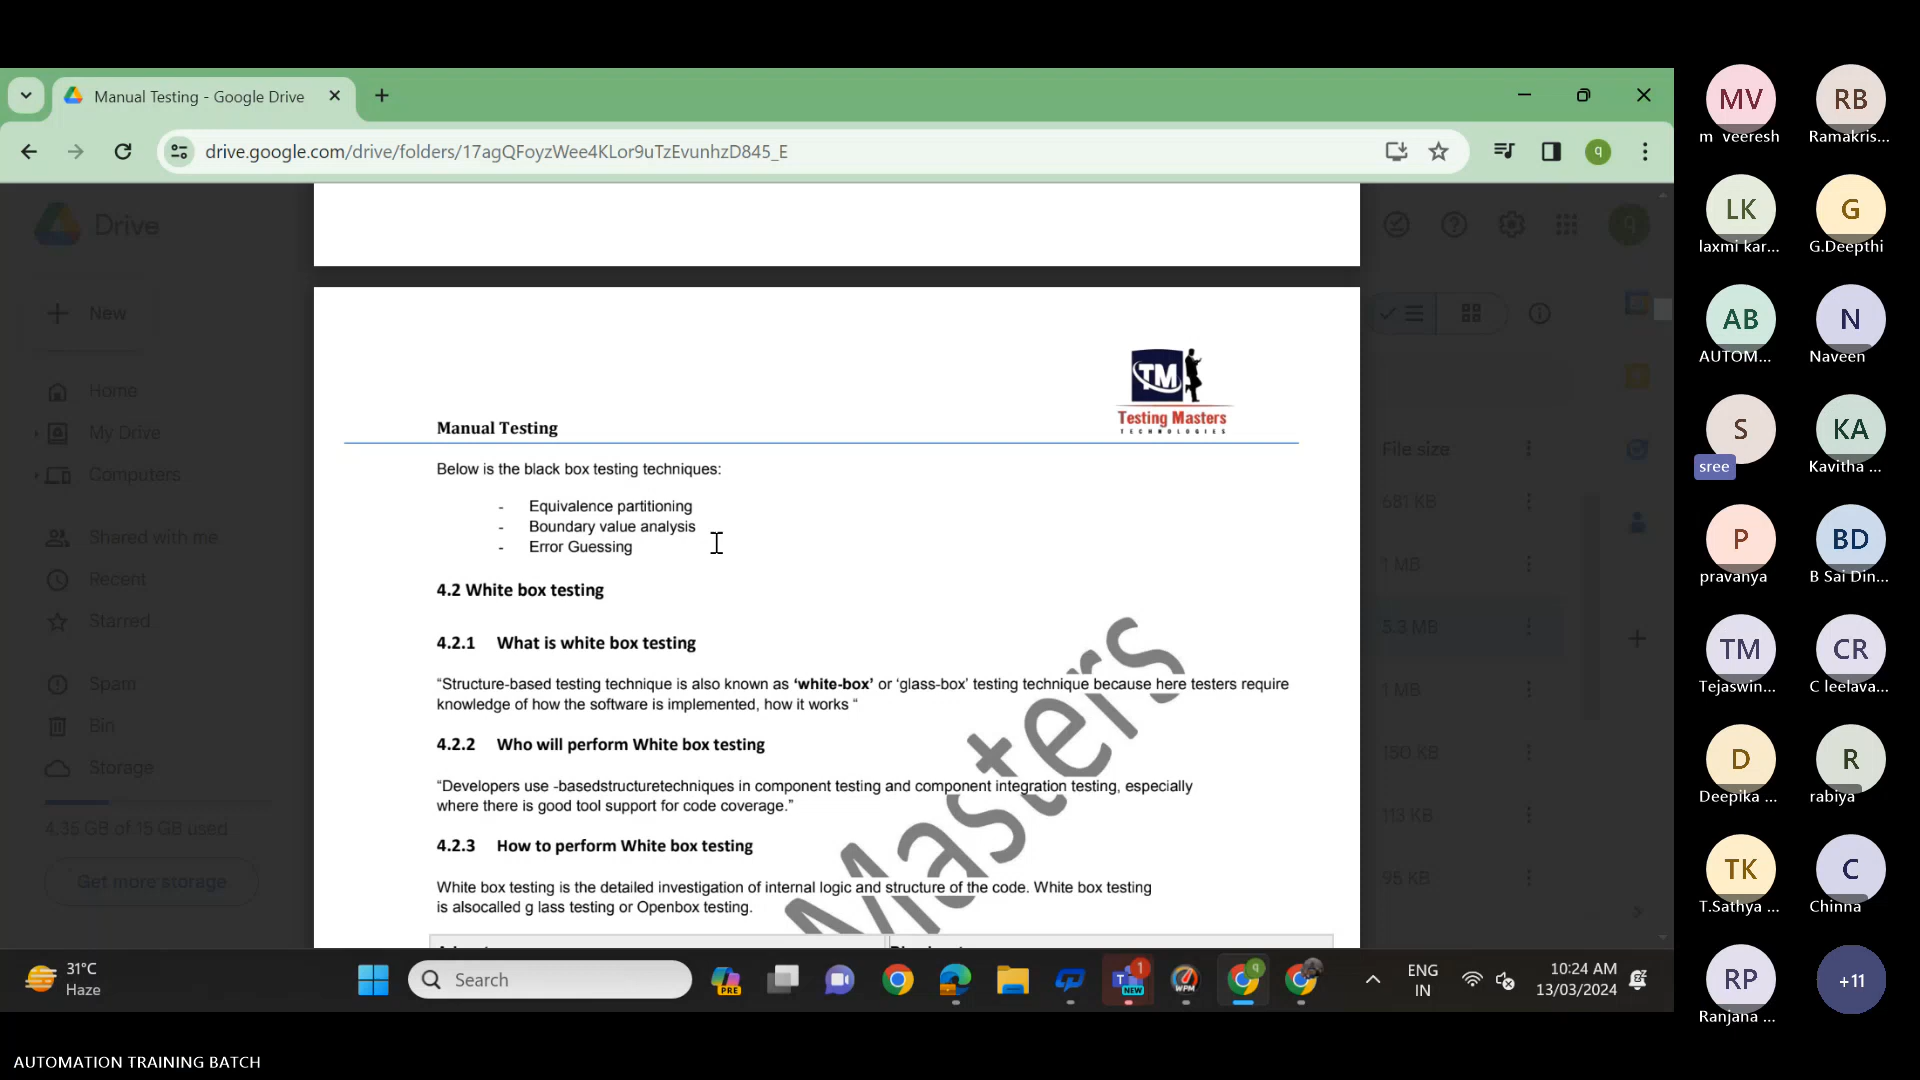 Manual Testing - Google Drive
drive.google.com/drive/folders/17agQFoyzWee4KLor9uTzEvunhzD845_E
q
Drive
q
New
Home
My Drive
Computers
Shared with me
Recent
Starred
Spam
Bin
Storage
4.35 GB of 15 GB used
Get more storage
File size
681 KB
1 MB
5.3 MB
1 MB
180 KB
113 KB
95 KB
TM
Testing Masters
TECHNOLOGIES
Manual Testing
Below is the black box testing techniques:
- Equivalence partitioning
- Boundary value analysis
- Error Guessing
4.2 White box testing
4.2.1 What is white box testing
“Structure-based testing technique is also known as ‘white-box’ or ‘glass-box’ testing technique because here testers require
knowledge of how the software is implemented, how it works “
4.2.2 Who will perform White box testing
“Developers use -basedstructuretechniques in component testing and component integration testing, especially
where there is good tool support for code coverage.”
4.2.3 How to perform White box testing
White box testing is the detailed investigation of internal logic and structure of the code. White box testing
is alsocalled g lass testing or Openbox testing.
Masters
MV
m veeresh
RB
Ramakris...
LK
laxmi kar...
G
G.Deepthi
AB
AUTOM...
N
Naveen
S
sree
KA
Kavitha ...
P
pravanya
BD
B Sai Din...
TM
Tejaswin...
CR
C leelava...
D
Deepika ...
R
rabiya
TK
T.Sathya ...
C
Chinna
RP
Ranjana ...
+11
31°C
Haze
Search
PRE
1
NEW
WPM
q
ENG
IN
10:24 AM
13/03/2024
AUTOMATION TRAINING BATCH